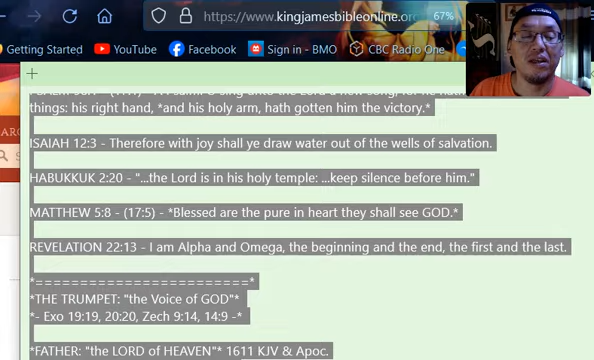 https://www.kingjamesbibleonline.or
67%
Getting Started YouTube Facebook Sign in - BMO CBC Radio One
things: his right hand, *and his holy arm, hath gotten him the victory.*
ISAIAH 12:3 - Therefore with joy shall ye draw water out of the wells of salvation.
HABUKKUK 2:20 - "...the Lord is in his holy temple: ...keep silence before him."
MATTHEW 5:8 - (17:5) - *Blessed are the pure in heart they shall see GOD.*
REVELATION 22:13 - I am Alpha and Omega, the beginning and the end, the first and the last.
*========================*
*THE TRUMPET: "the Voice of GOD"*
*- Exo 19:19, 20:20, Zech 9:14, 14:9 -*
*FATHER: "the LORD of HEAVEN"* 1611 KJV & Apoc.